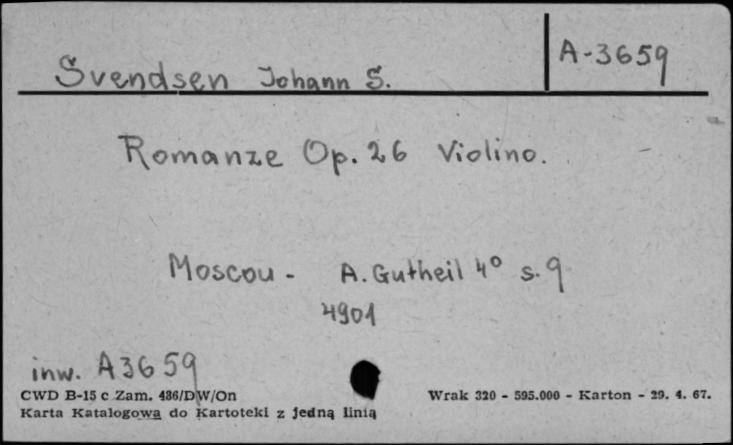 Svendsen Johann S.
A-3659
Romanze Op. 26 Violino.
Moscou - A. Gutheil 4° s. 9
4901
inw. A3659
CWD B-15 c Zam. 486/DW/On
Wrak 320 - 595.000 - Karton - 29. 4. 67.
Karta Katalogowa do Kartoteki z jedną linią